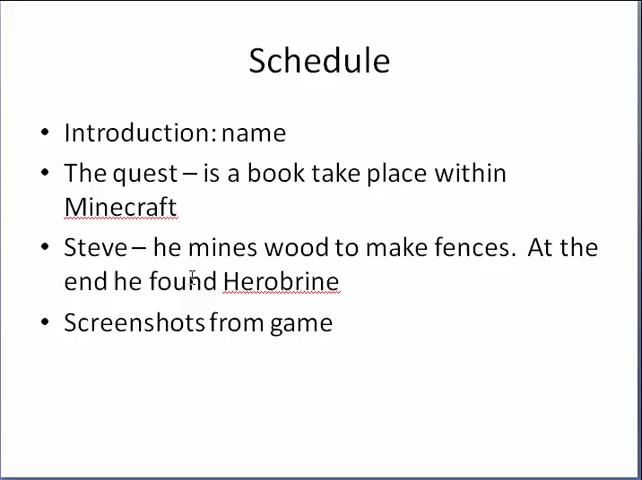 Schedule
• Introduction: name
• The quest – is a book take place within
Minecraft
• Steve – he mines wood to make fences.  At the
end he found Herobrine
• Screenshots from game